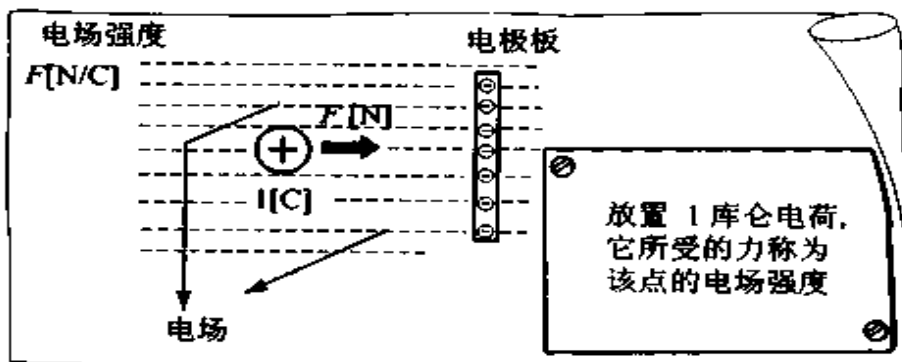 电场强度
F[N/C]
电极板
F [N]
1[C]
电场
放置 1 库仑电荷,
它所受的力称为
该点的电场强度